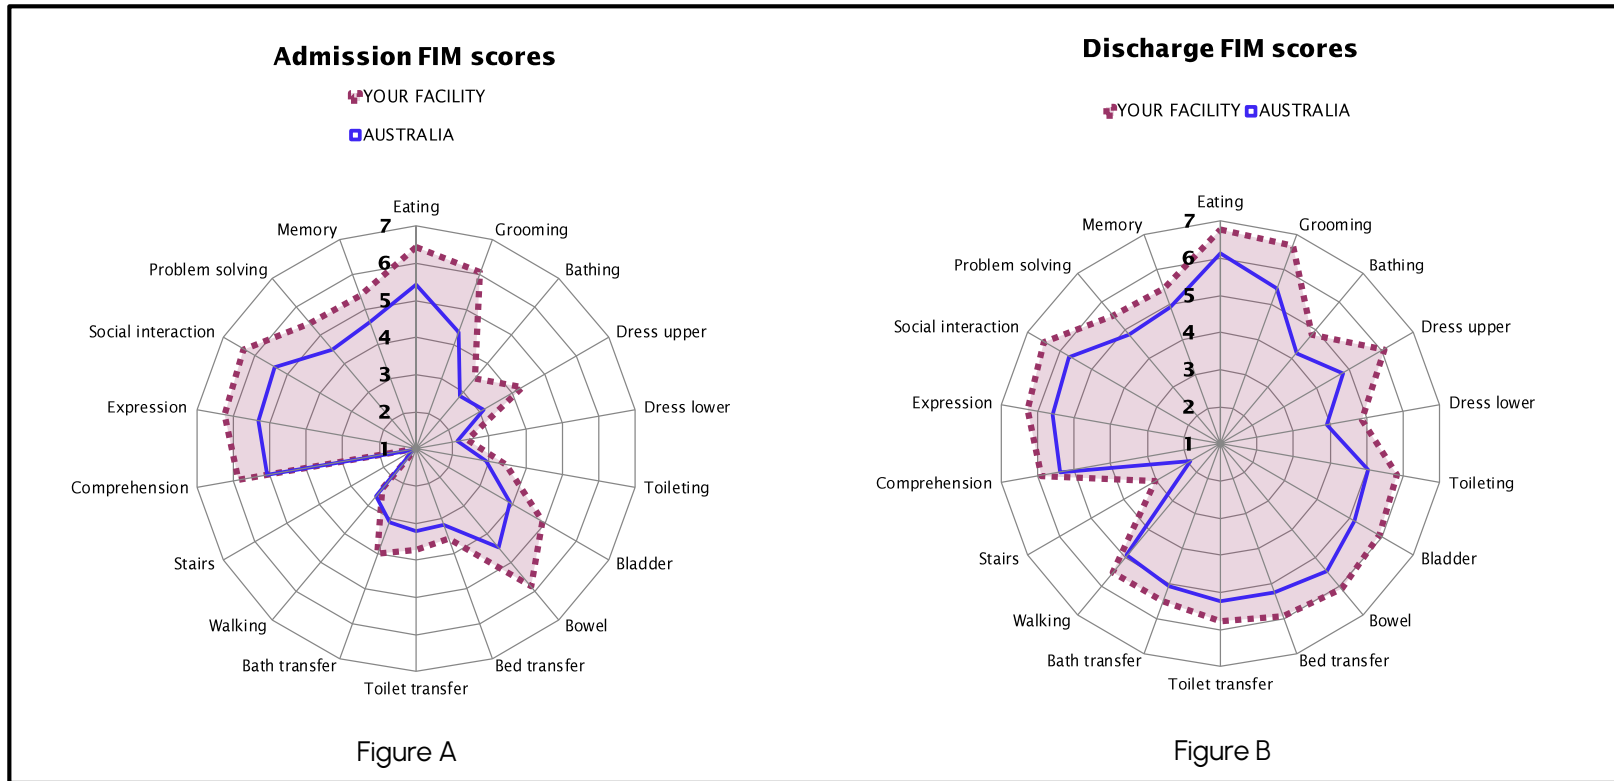 Admission FIM scores
YOUR FACILITY
AUSTRALIA
Eating
Grooming
Bathing
Dress upper
Dress lower
Toileting
Bladder
Bowel
Bed transfer
Toilet transfer
Bath transfer
Walking
Stairs
Comprehension
Expression
Social interaction
Problem solving
Memory
7
6
5
4
3
2
1
Figure A
Discharge FIM scores
YOUR FACILITY AUSTRALIA
Eating
Grooming
Bathing
Dress upper
Dress lower
Toileting
Bladder
Bowel
Bed transfer
Toilet transfer
Bath transfer
Walking
Stairs
Comprehension
Expression
Social interaction
Problem solving
Memory
7
6
5
4
3
2
1
Figure B